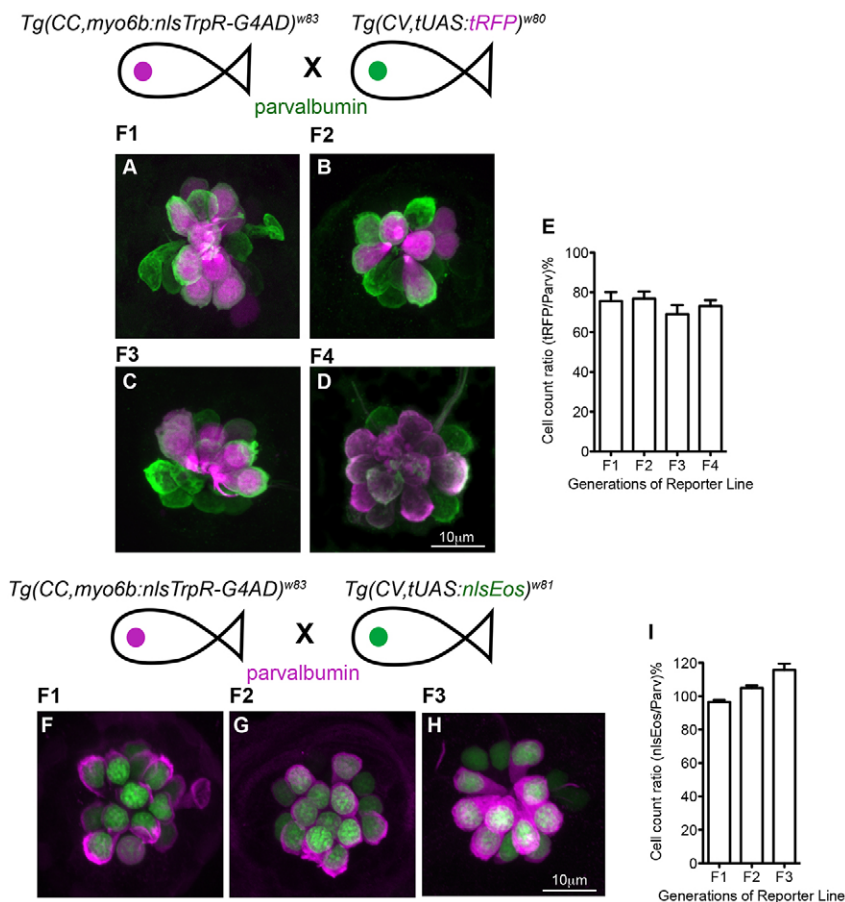 Tg(CC,myo6b:nlsTrpR-G4AD)w83 Tg(CV,tUAS:tRFP)w80
X
parvalbumin
F1 F2
A B
F3 F4
C D
10μm
E
Cell count ratio (tRFP/Parv)%
100
80
60
40
20
0
F1 F2 F3 F4
Generations of Reporter Line
Tg(CC,myo6b:nlsTrpR-G4AD)w83 Tg(CV,tUAS:nlsEos)w81
X
parvalbumin
F1 F2 F3
F G H
10μm
I
Cell count ratio (nlsEos/Parv)%
120
100
80
60
40
20
0
F1 F2 F3
Generations of Reporter Line